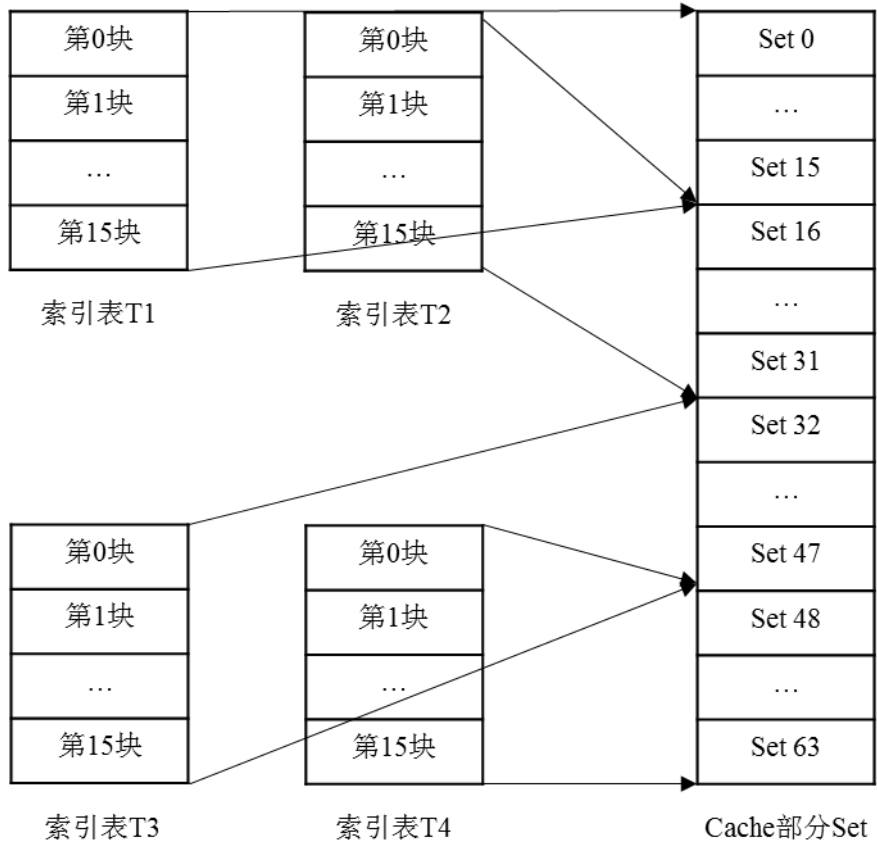 第0块
第1块
…
第15块
索引表T1
第0块
第1块
…
第15块
索引表T2
第0块
第1块
…
第15块
索引表T3
第0块
第1块
…
第15块
索引表T4
Set 0
…
Set 15
Set 16
…
Set 31
Set 32
…
Set 47
Set 48
…
Set 63
Cache部分Set